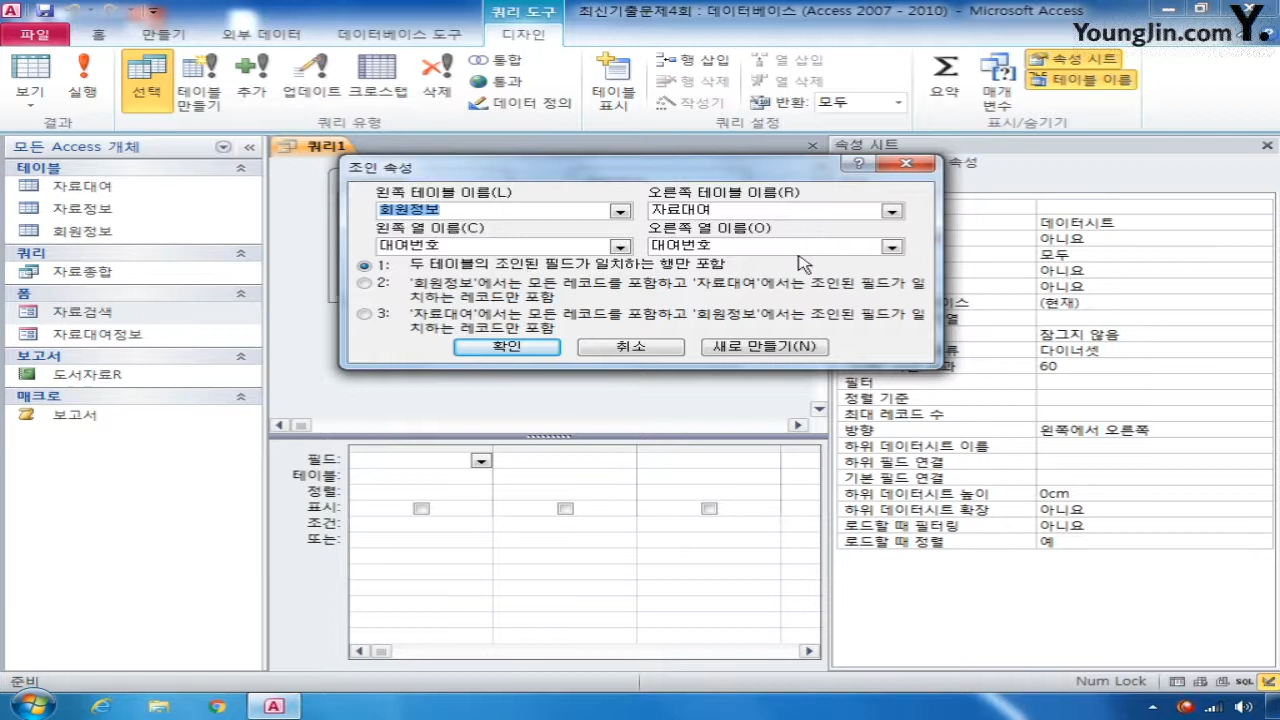 최신기출문제4회 : 데이터베이스 (Access 2007 - 2010) - Microsoft Access
쿼리 도구
YoungJin.com Y.
파일 홈 만들기 외부 데이터 데이터베이스 도구 디자인
보기 실행 선택 테이블 만들기 추가 업데이트 크로스탭 삭제
통합
통과
데이터 정의
테이블 표시
행 삽입
행 삭제
작성기
열 삽입
열 삭제
반환: 모두
요약 매개 변수
속성 시트
테이블 이름
결과 쿼리 유형 쿼리 설정 표시/숨기기
모든 Access 개체
테이블
자료대여
자료정보
회원정보
쿼리
자료종합
폼
자료검색
자료대여정보
보고서
도서자료R
매크로
보고서
쿼리1
조인 속성
왼쪽 테이블 이름(L) 오른쪽 테이블 이름(R)
회원정보 자료대여
왼쪽 열 이름(C) 오른쪽 열 이름(O)
대여번호 대여번호
1: 두 테이블의 조인된 필드가 일치하는 행만 포함
2: '회원정보'에서는 모든 레코드를 포함하고 '자료대여'에서는 조인된 필드가 일
치하는 레코드만 포함
3: '자료대여'에서는 모든 레코드를 포함하고 '회원정보'에서는 조인된 필드가 일
치하는 레코드만 포함
확인 취소 새로 만들기(N)
필드:
테이블:
정렬:
표시:
조건:
또는:
속성 시트
속성
데이터시트
아니요
모두
아니요
아니요
(현재)
잠그지 않음
다이너셋
60
필터
정렬 기준
최대 레코드 수
방향 왼쪽에서 오른쪽
하위 데이터시트 이름
하위 필드 연결
기본 필드 연결
하위 데이터시트 높이 0cm
하위 데이터시트 확장 아니요
로드할 때 필터링 아니요
로드할 때 정렬 예
준비
Num Lock
SQL